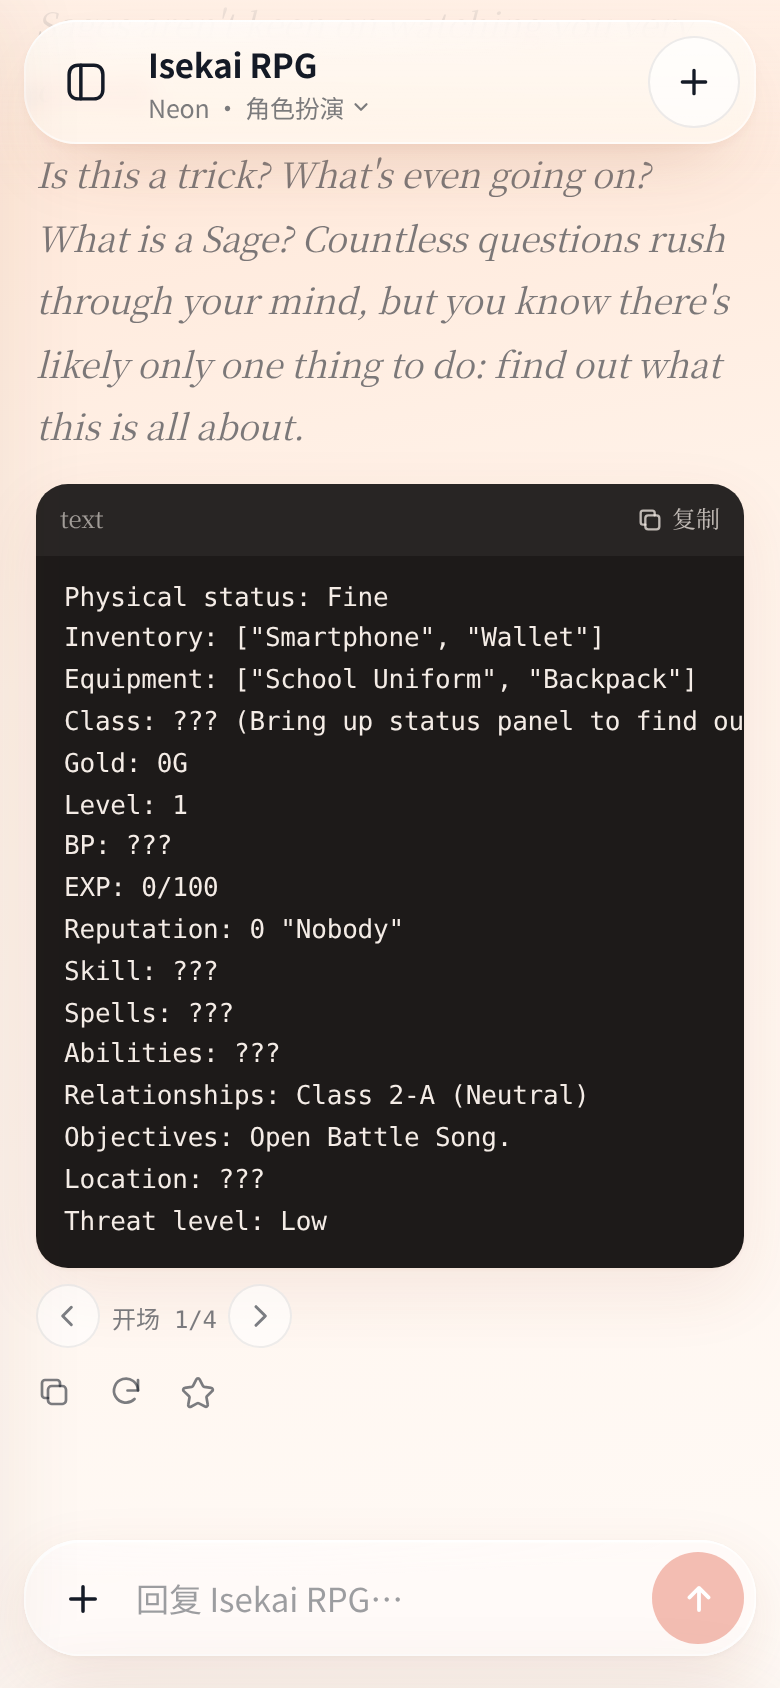 Isekai RPG
Neon • 角色扮演
Is this a trick? What's even going on?
What is a Sage? Countless questions rush
through your mind, but you know there's
likely only one thing to do: find out what
this is all about.
text
复制
Physical status: Fine
Inventory: ["Smartphone", "Wallet"]
Equipment: ["School Uniform", "Backpack"]
Class: ??? (Bring up status panel to find ou
Gold: 0G
Level: 1
BP: ???
EXP: 0/100
Reputation: 0 "Nobody"
Skill: ???
Spells: ???
Abilities: ???
Relationships: Class 2-A (Neutral)
Objectives: Open Battle Song.
Location: ???
Threat level: Low
开场 1/4
回复 Isekai RPG…